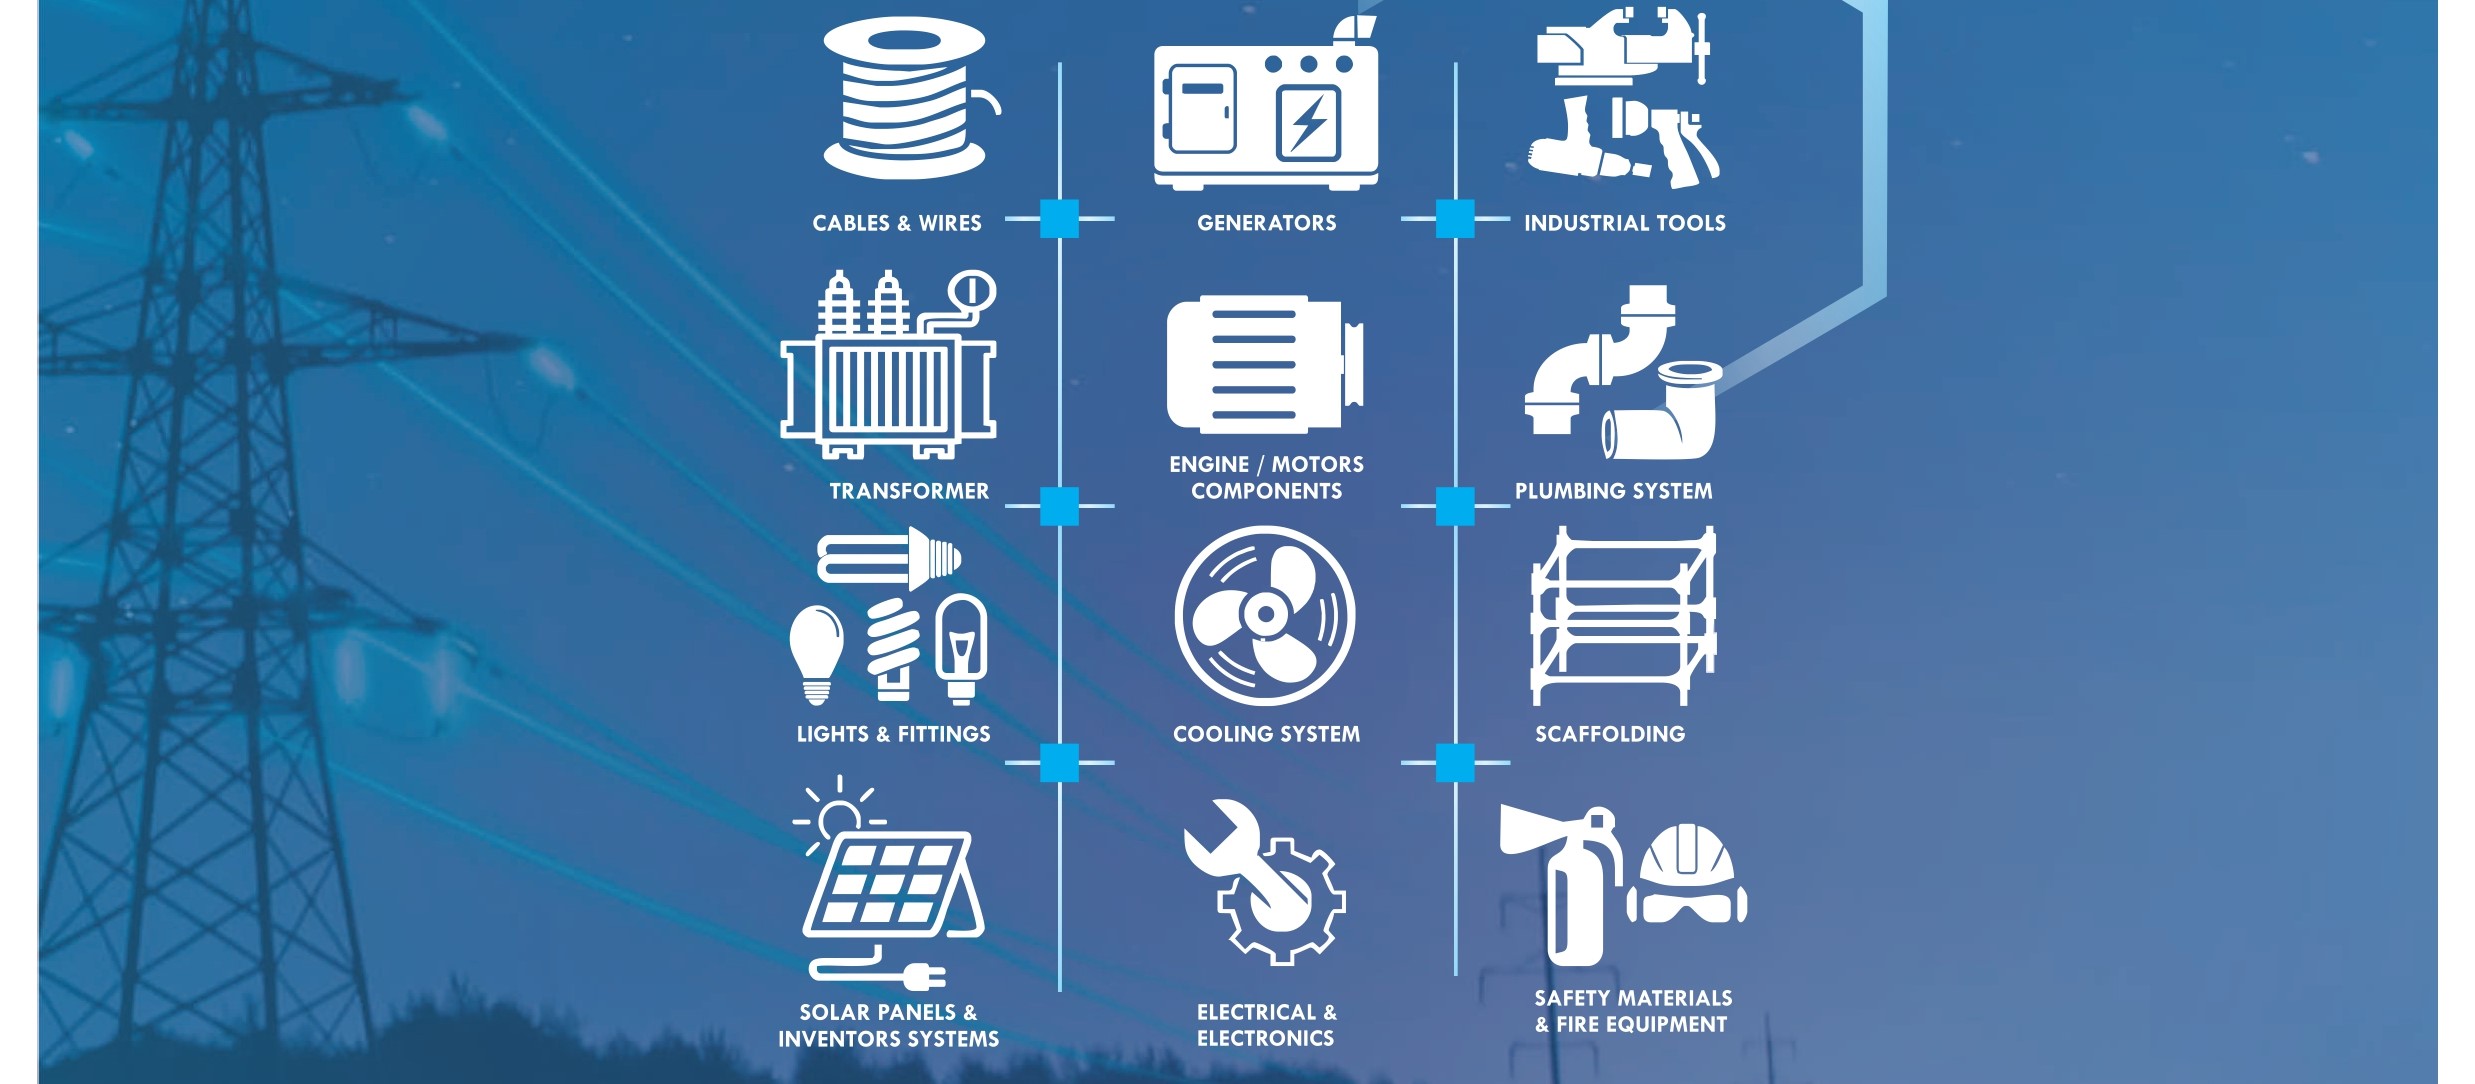 CABLES & WIRES
GENERATORS
INDUSTRIAL TOOLS
TRANSFORMER
ENGINE / MOTORS
COMPONENTS
PLUMBING SYSTEM
LIGHTS & FITTINGS
COOLING SYSTEM
SCAFFOLDING
SOLAR PANELS &
INVENTORS SYSTEMS
ELECTRICAL &
ELECTRONICS
SAFETY MATERIALS
& FIRE EQUIPMENT